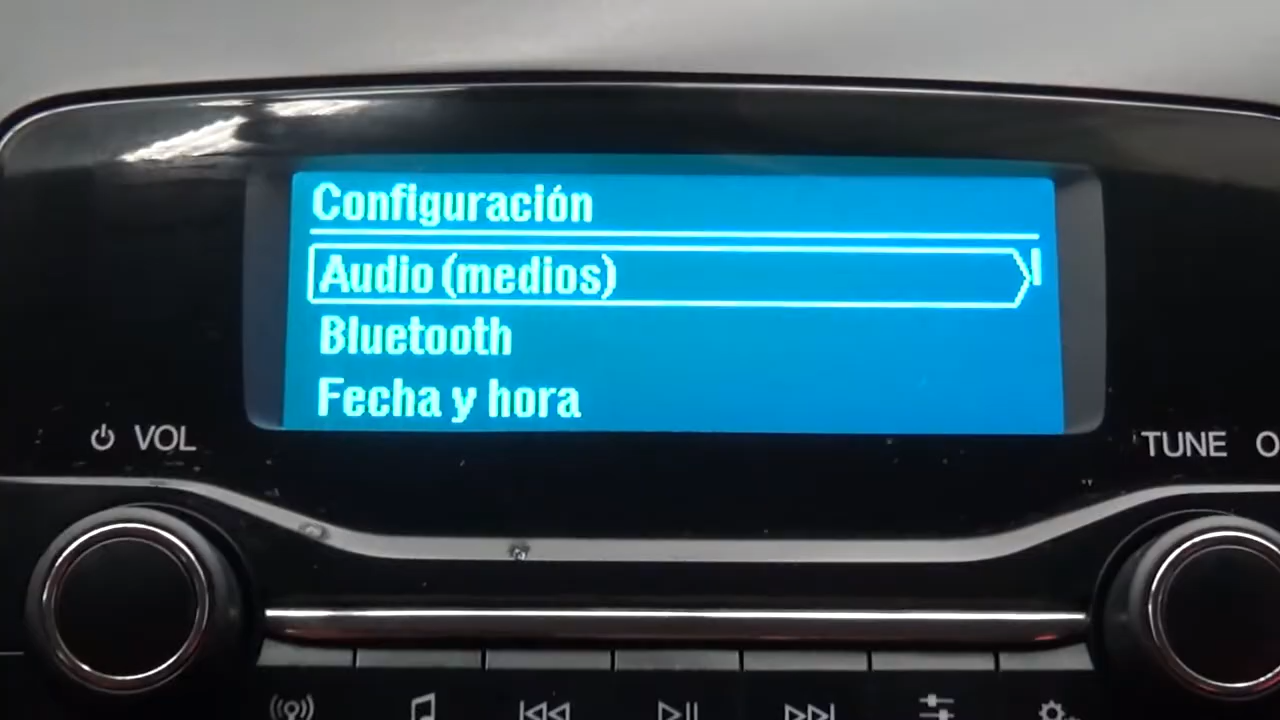 Configuración
Audio (medios)
Bluetooth
Fecha y hora
VOL
TUNE